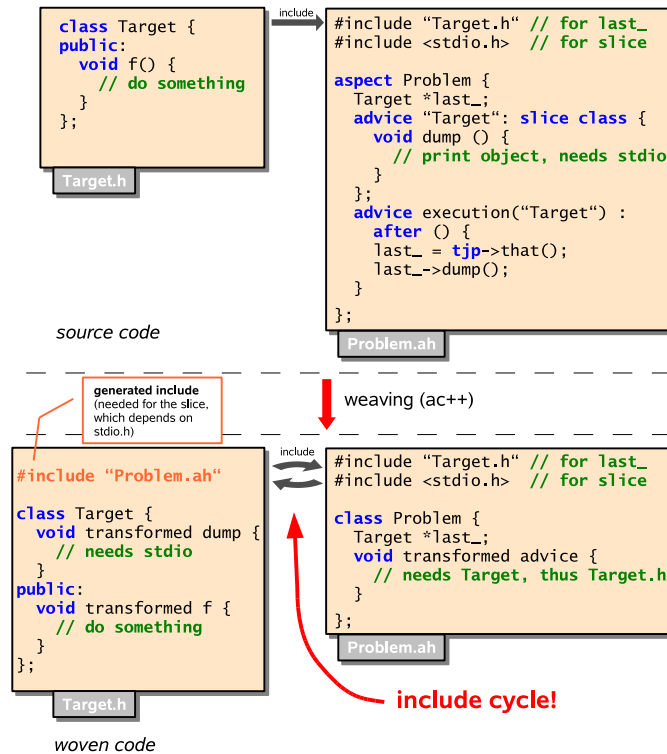 class Target {
public:
void f() {
// do something
}
};
Target.h
include
#include “Target.h“ // for last_
#include <stdio.h> // for slice
aspect Problem {
Target *last_;
advice “Target“: slice class {
void dump () {
// print object, needs stdio
}
};
advice execution(“Target“) :
after () {
last_ = tjp->that();
last_->dump();
}
};
Problem.ah
source code
generated include
(needed for the slice,
which depends on
stdio.h)
weaving (ac++)
#include “Problem.ah“
class Target {
void transformed dump {
// needs stdio
}
public:
void transformed f {
// do something
}
};
Target.h
include
#include “Target.h“ // for last_
#include <stdio.h> // for slice
class Problem {
Target *last_;
void transformed advice {
// needs Target, thus Target.h
}
};
Problem.ah
include cycle!
woven code